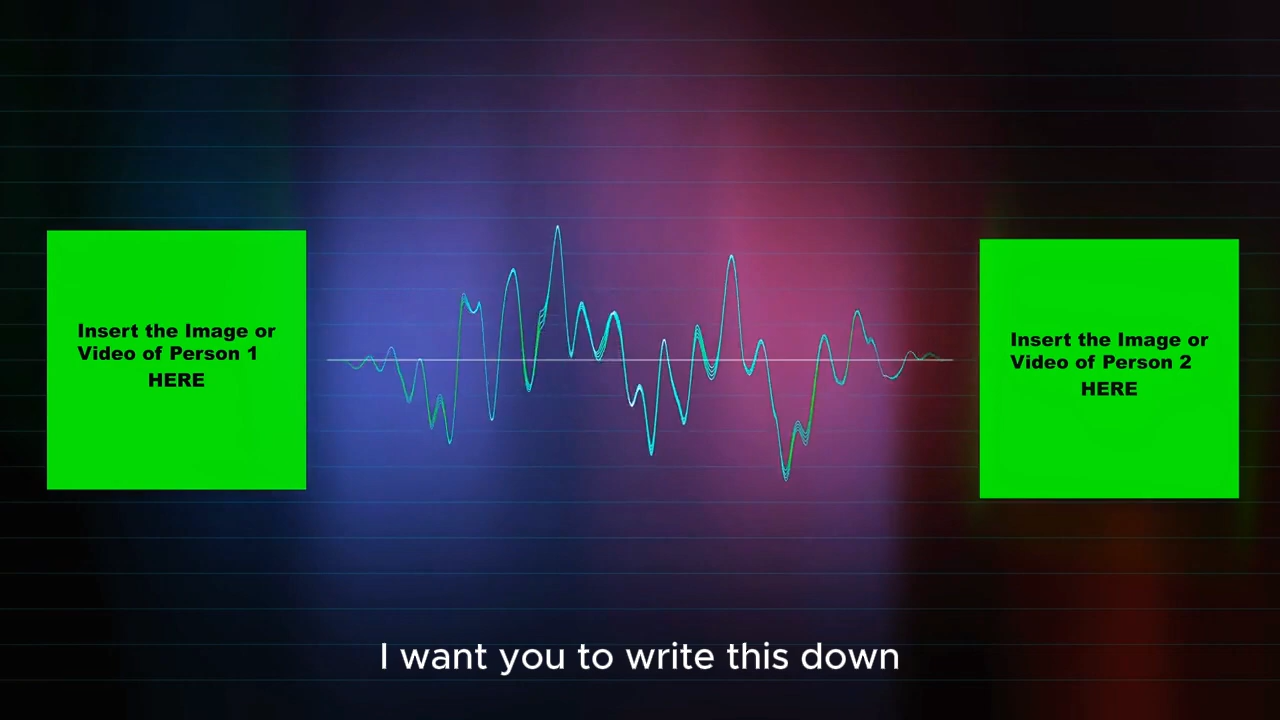 Insert the Image or
Video of Person 1
HERE
Insert the Image or
Video of Person 2
HERE
I want you to write this down